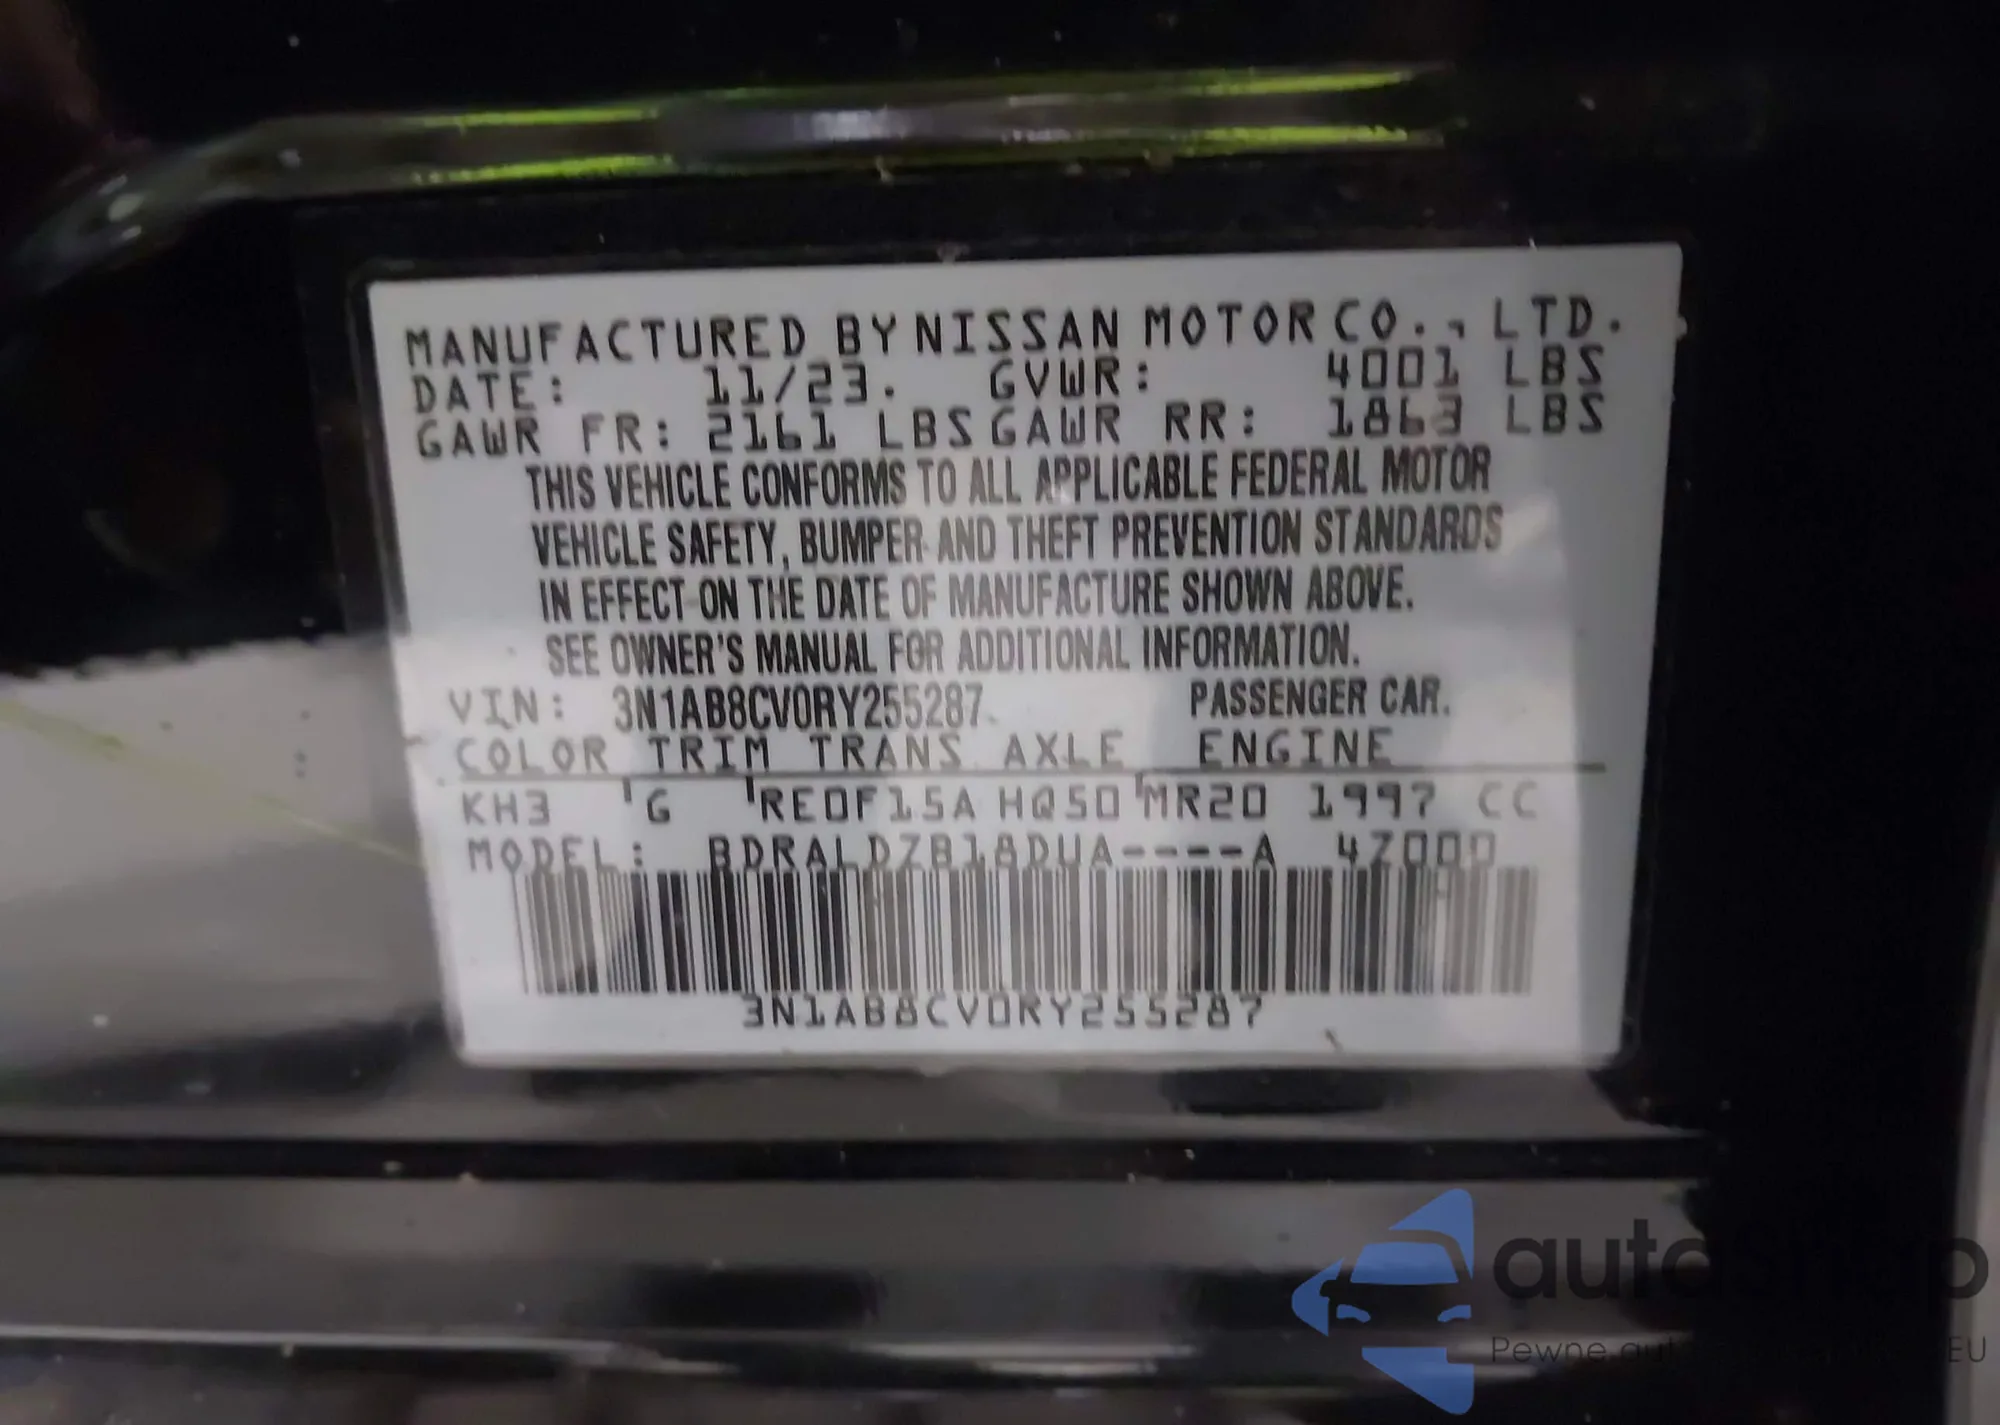 MANUFACTURED BY NISSAN MOTOR CO., LTD.
DATE: 11/23. GVWR: 4001 LBS
GAWR FR: 2161 LBS GAWR RR: 1863 LBS
THIS VEHICLE CONFORMS TO ALL APPLICABLE FEDERAL MOTOR
VEHICLE SAFETY, BUMPER AND THEFT PREVENTION STANDARDS
IN EFFECT ON THE DATE OF MANUFACTURE SHOWN ABOVE.
SEE OWNER'S MANUAL FOR ADDITIONAL INFORMATION.
VIN: 3N1AB8CV0RY255287. PASSENGER CAR.
COLOR TRIM TRANS AXLE ENGINE
KH3 G RE0F15A HQ50 MR20 1997 CC
MODEL: BDRALDZB18DUA----A 4Z000
3N1AB8CV0RY255287
Pewne EU